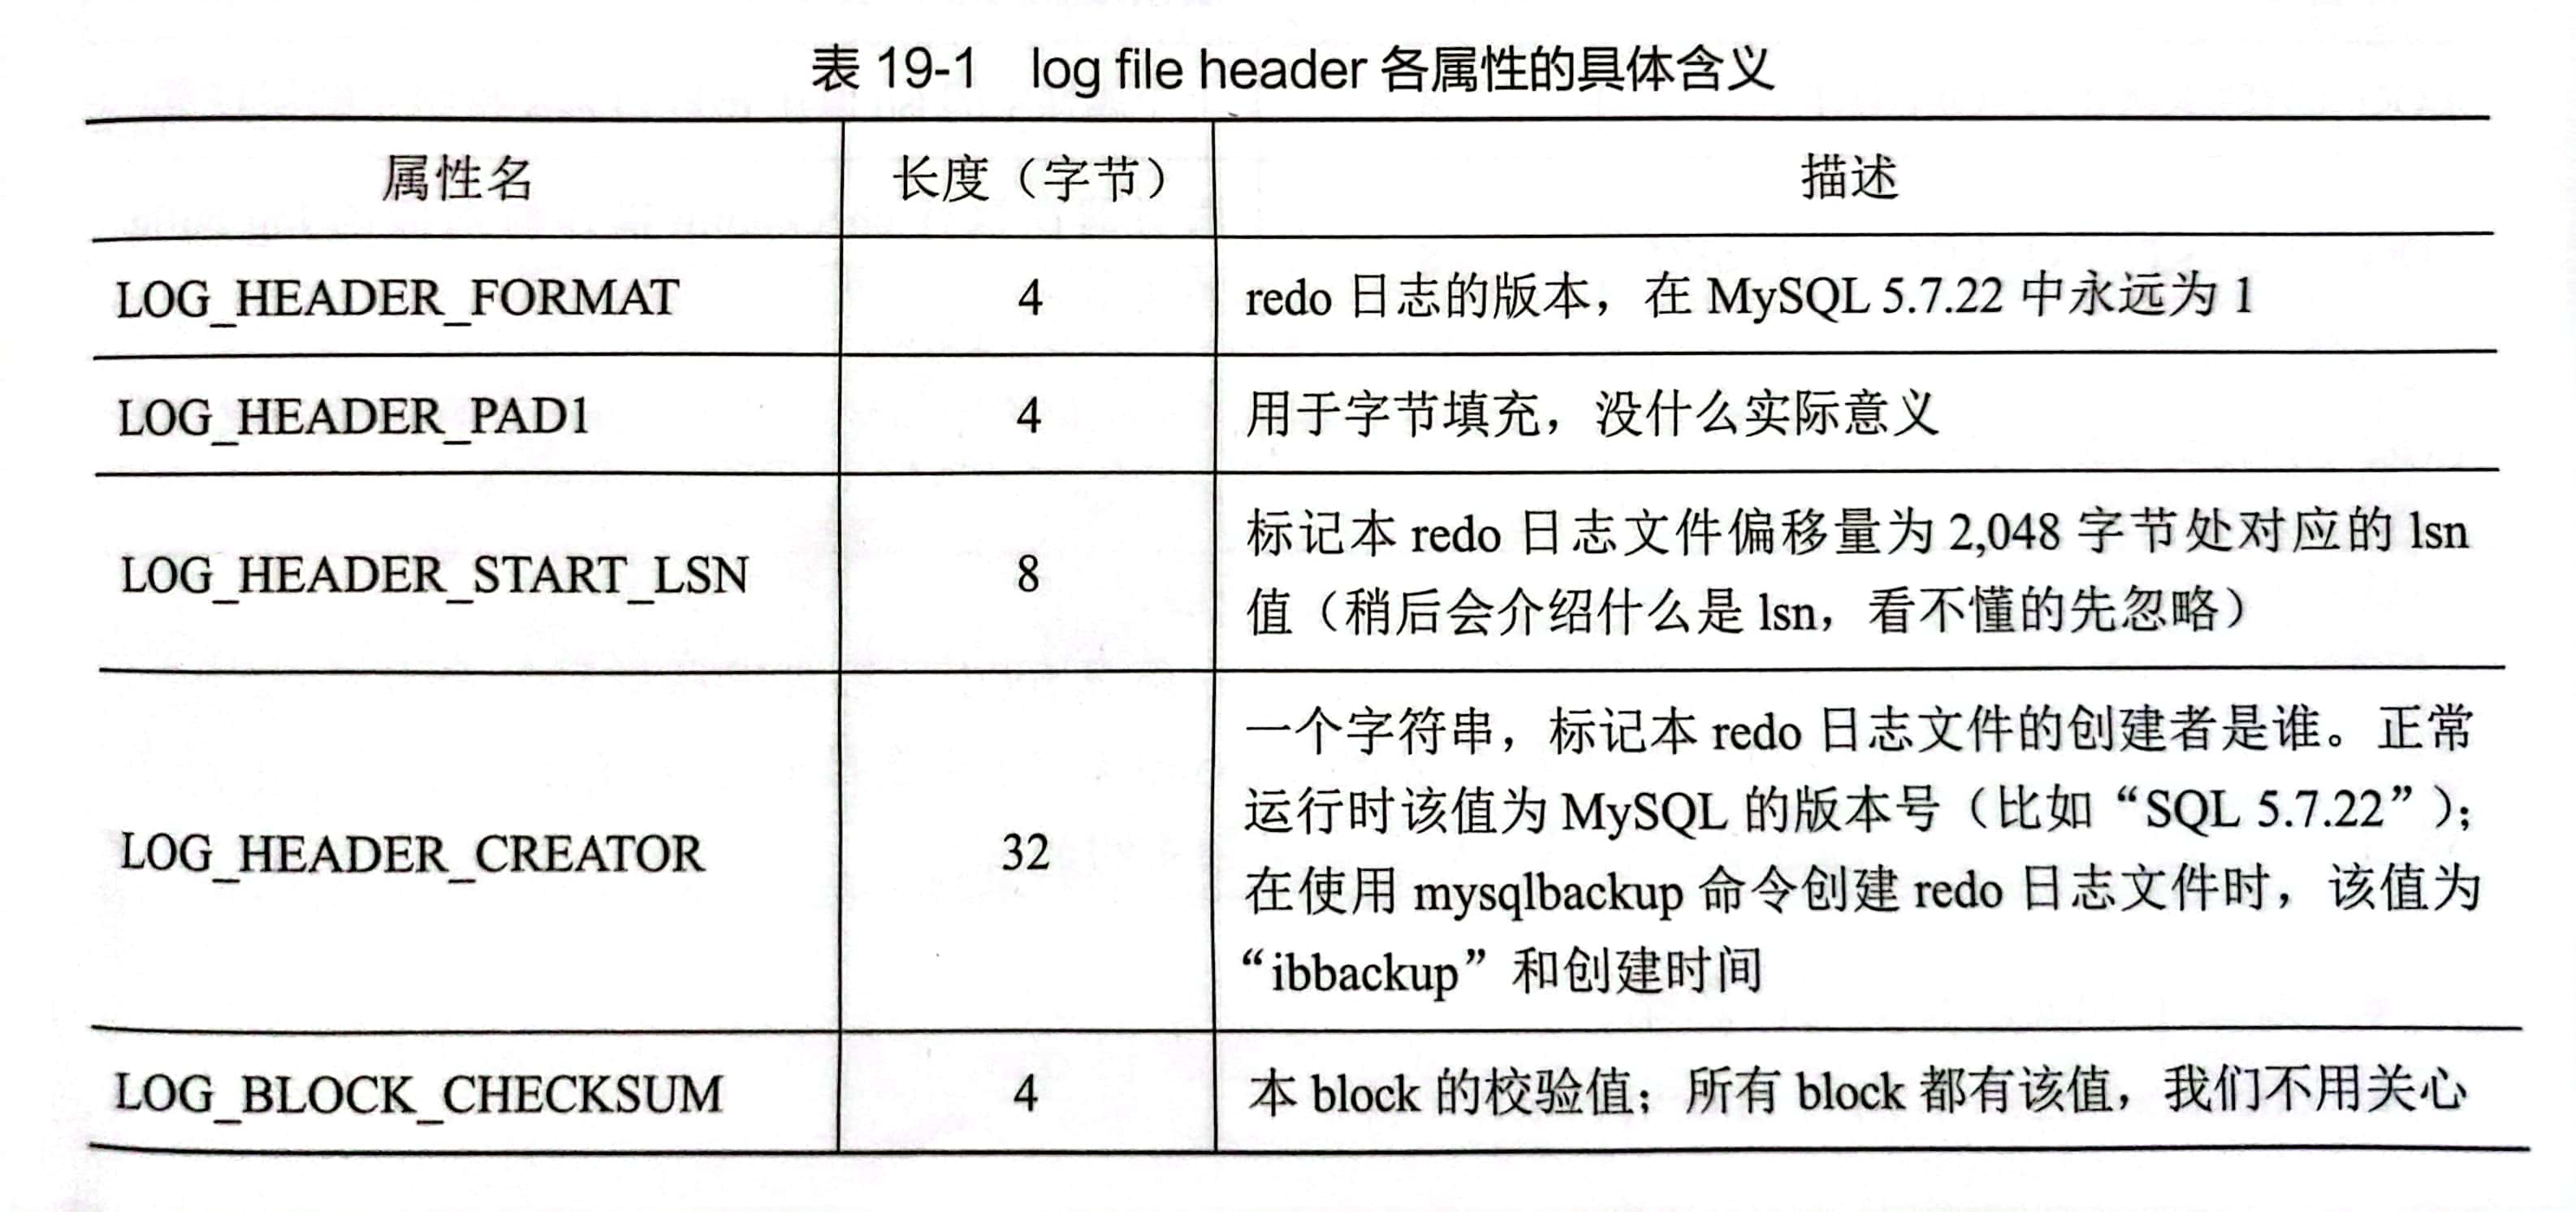 表 19-1 log file header 各属性的具体含义
属性名 长度（字节） 描述
LOG_HEADER_FORMAT 4 redo 日志的版本，在 MySQL 5.7.22 中永远为 1
LOG_HEADER_PAD1 4 用于字节填充，没什么实际意义
LOG_HEADER_START_LSN 8 标记本 redo 日志文件偏移量为 2,048 字节处对应的 lsn
值（稍后会介绍什么是 lsn，看不懂的先忽略）
LOG_HEADER_CREATOR 32 一个字符串，标记本 redo 日志文件的创建者是谁。正常
运行时该值为 MySQL 的版本号（比如“SQL 5.7.22”）；
在使用 mysqlbackup 命令创建 redo 日志文件时，该值为
“ibbackup”和创建时间
LOG_BLOCK_CHECKSUM 4 本 block 的校验值；所有 block 都有该值，我们不用关心